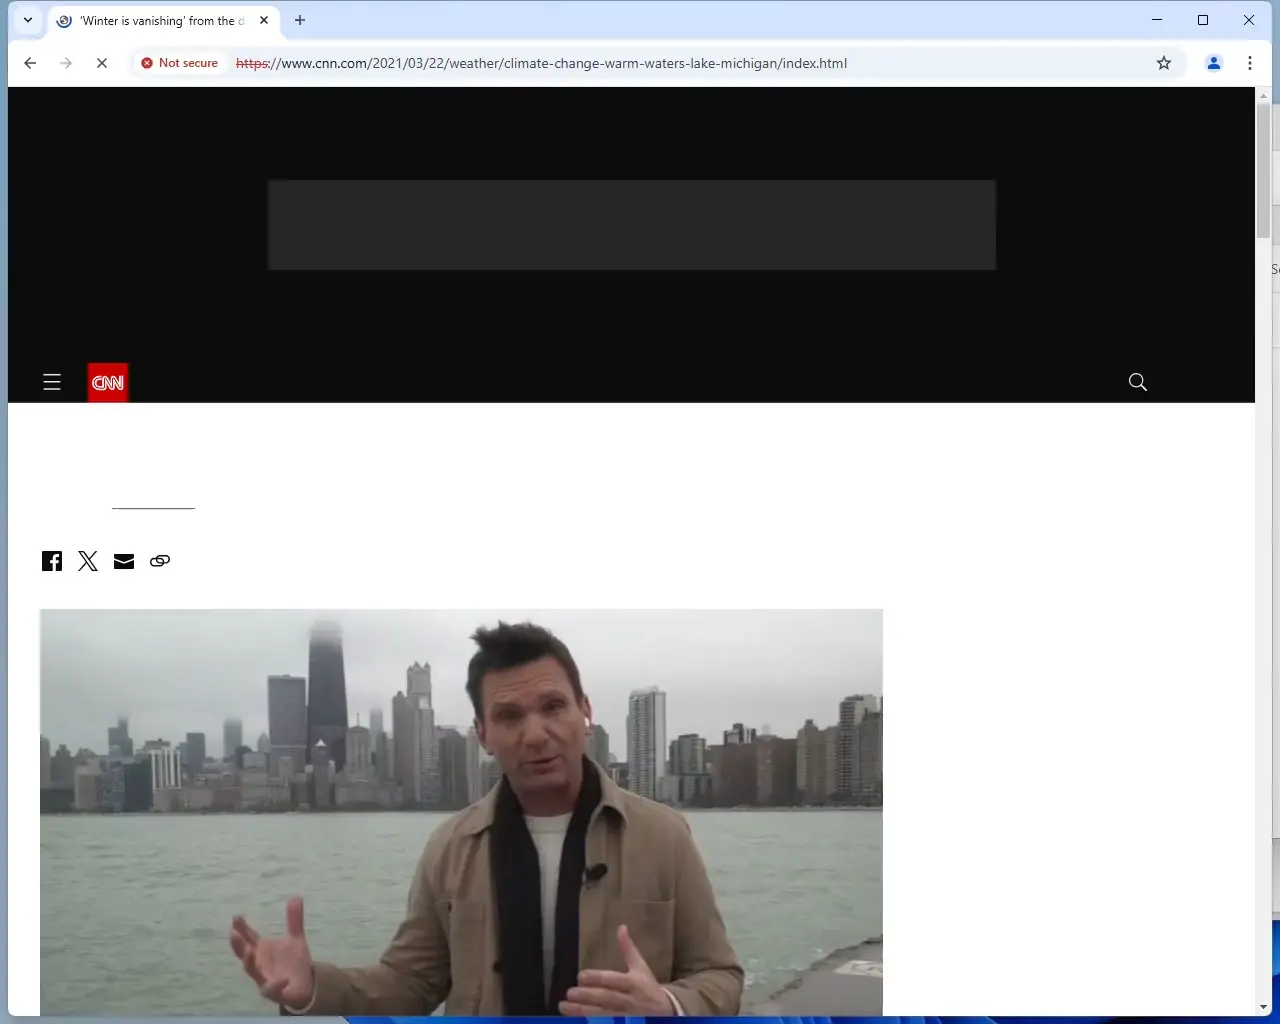 'Winter is vanishing' from the d
Not secure
https://www.cnn.com/2021/03/22/weather/climate-change-warm-waters-lake-michigan/index.html
CNN